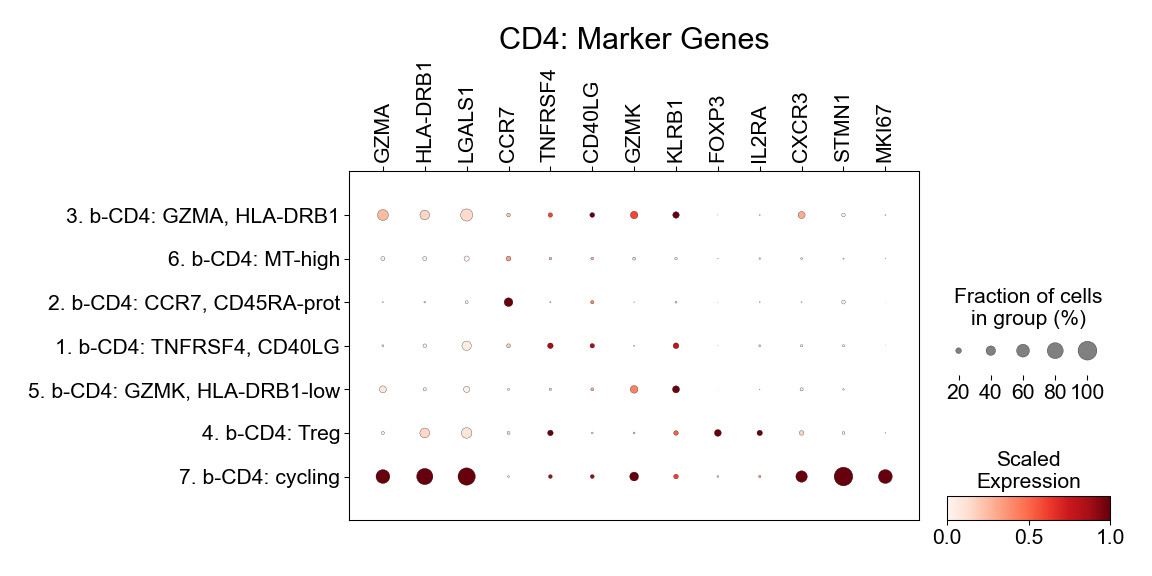 CD4: Marker Genes
GZMA
HLA-DRB1
LGALS1
CCR7
TNFRSF4
CD40LG
GZMK
KLRB1
FOXP3
IL2RA
CXCR3
STMN1
MKI67
3. b-CD4: GZMA, HLA-DRB1
6. b-CD4: MT-high
2. b-CD4: CCR7, CD45RA-prot
1. b-CD4: TNFRSF4, CD40LG
5. b-CD4: GZMK, HLA-DRB1-low
4. b-CD4: Treg
7. b-CD4: cycling
Fraction of cells
in group (%)
20 40 60 80 100
Scaled
Expression
0.0 0.5 1.0